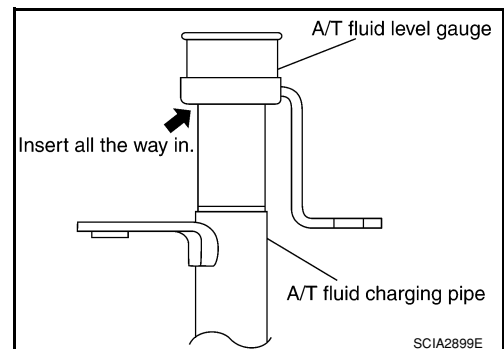 A/T fluid level gauge
Insert all the way in.
A/T fluid charging pipe
SCIA2899E